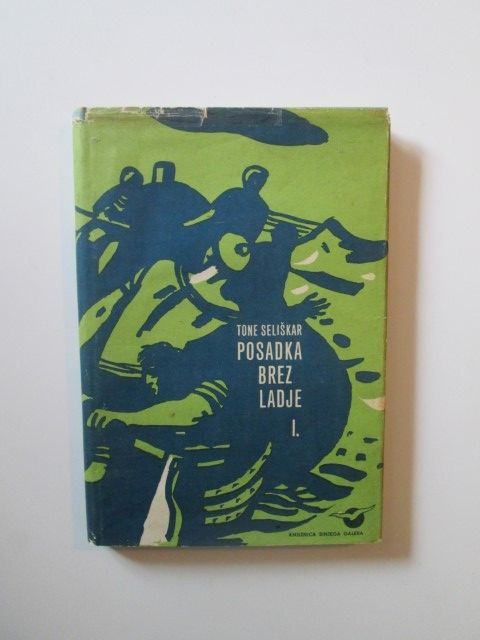 TONE SELIŠKAR
POSADKA
BREZ
LADJE
I.
KNJIŽNICA SINJEGA GALEBA